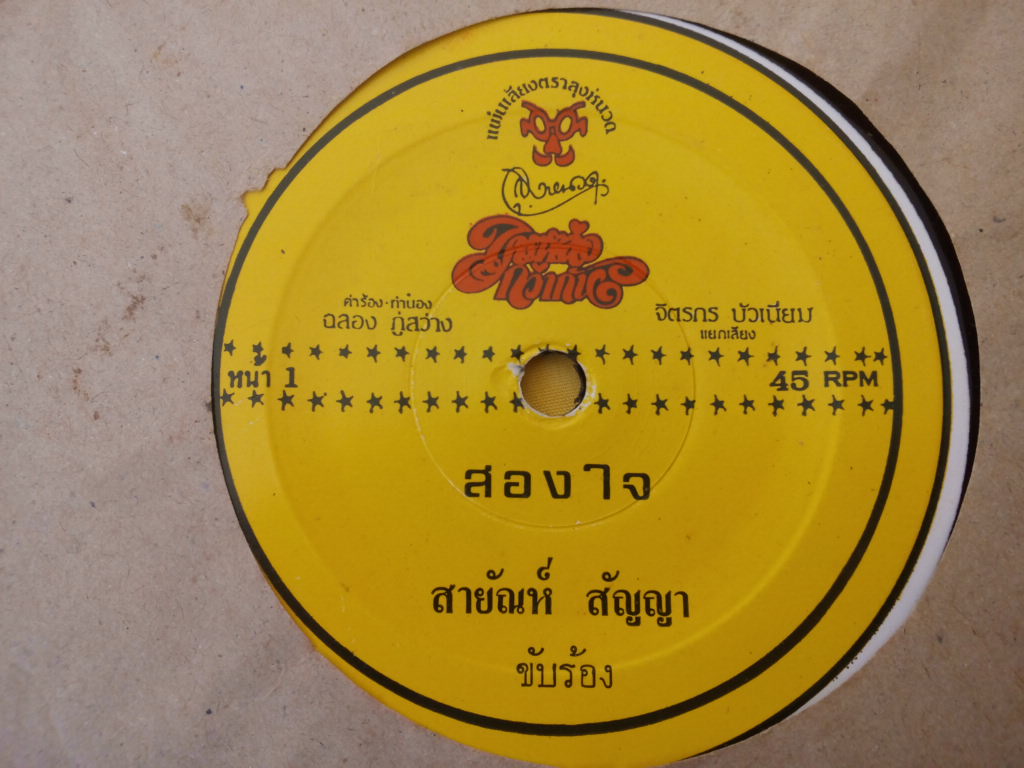 แผ่นเสียงตราลุงหนวด
คำร้อง·ทำนอง
ฉลอง ภู่สว่าง
จิตรกร บัวเนียม
แยกเสียง
หน้า 1
45 RPM
สองใจ
สายัณห์ สัญญา
ขับร้อง